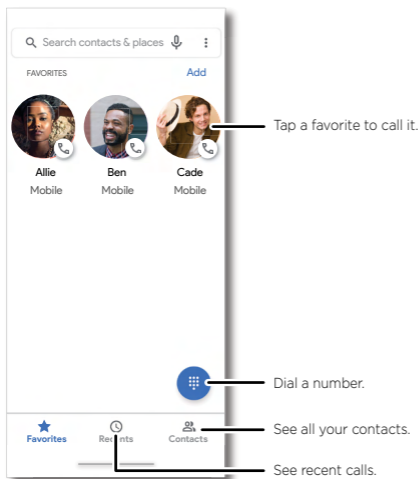 Search contacts & places
FAVORITES Add
Tap a favorite to call it.
Allie Ben Cade
Mobile Mobile Mobile
Dial a number.
See all your contacts.
Favorites Recents Contacts
See recent calls.